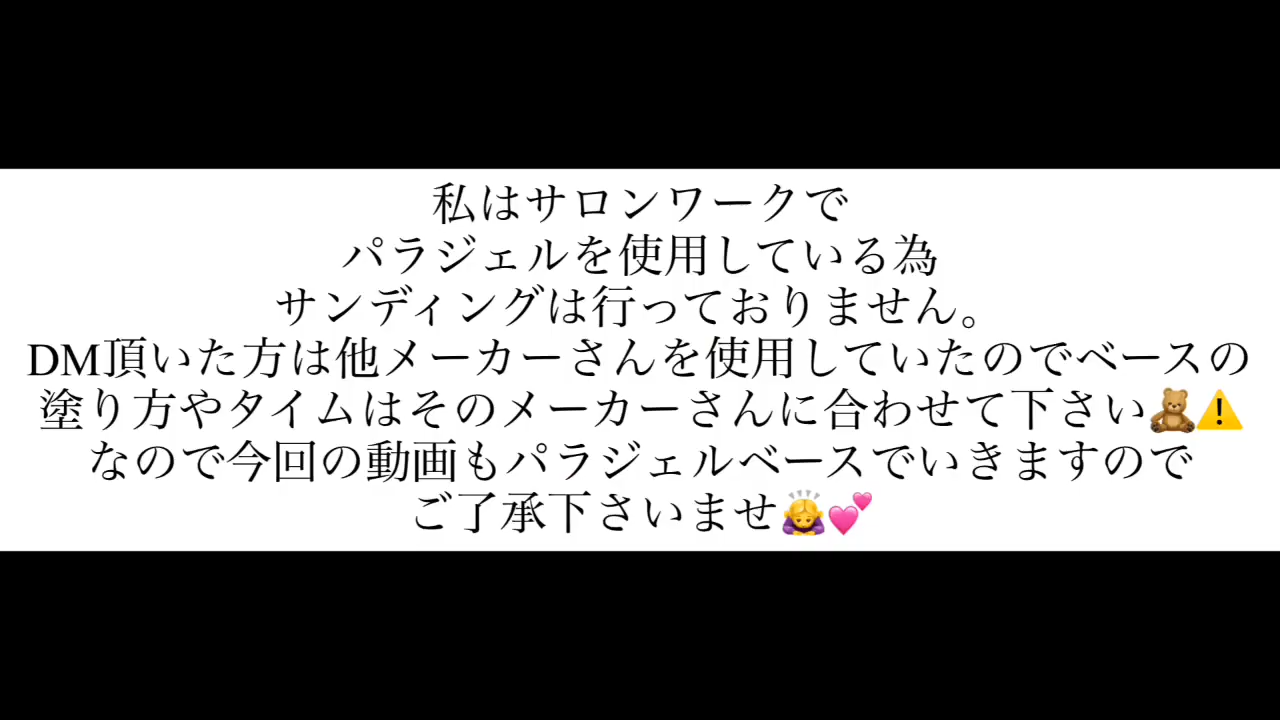 私はサロンワークで
パラジェルを使用している為
サンディングは行っておりません。
DM頂いた方は他メーカーさんを使用していたのでベースの
塗り方やタイムはそのメーカーさんに合わせて下さい🧸⚠️
なので今回の動画もパラジェルベースでいきますので
ご了承下さいませ🙇‍♀️💕